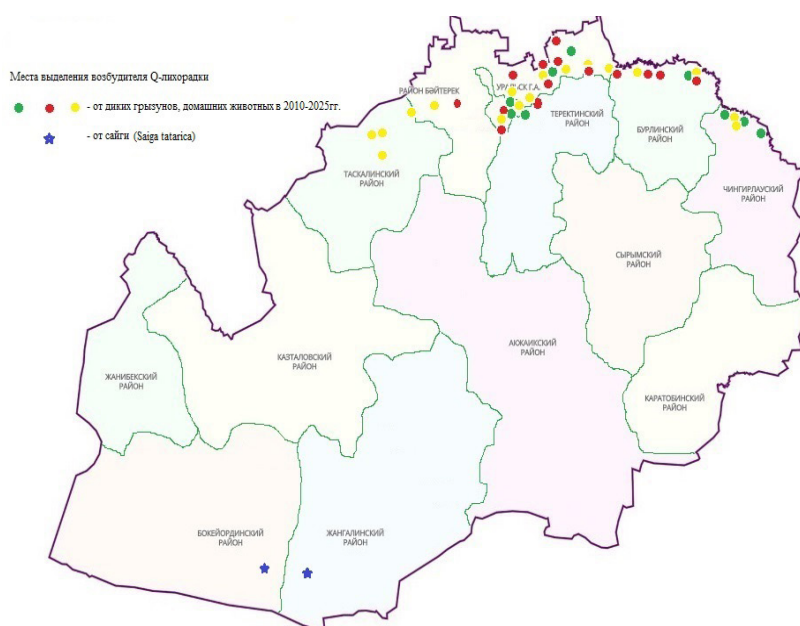 Места выделения возбудителя Q-лихорадки
- от диких грызунов, домашних животных в 2010-2025гг.
- от сайги (Saiga tatarica)
РАЙОН БӘЙТЕРЕК
УРАЛЬСК Г.А.
ТЕРЕКТИНСКИЙ
РАЙОН
БУРЛИНСКИЙ
РАЙОН
ТАСКАЛИНСКИЙ
РАЙОН
ЧИНГИРЛАУСКИЙ
РАЙОН
СЫРЫМСКИЙ
РАЙОН
АКЖАИКСКИЙ
РАЙОН
КАЗТАЛОВСКИЙ
РАЙОН
ЖАНИБЕКСКИЙ
РАЙОН
КАРАТОБИНСКИЙ
РАЙОН
БОКЕЙОРДИНСКИЙ
РАЙОН
ЖАНГАЛИНСКИЙ
РАЙОН